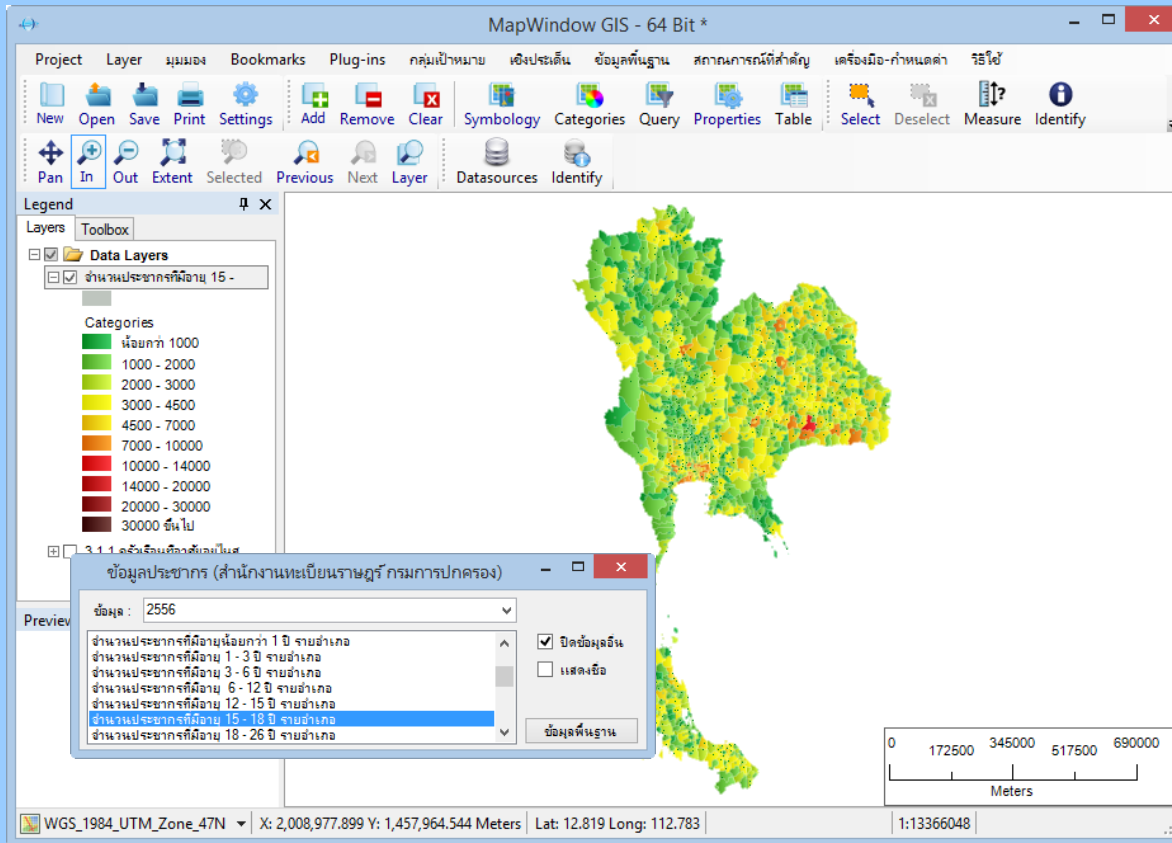 MapWindow GIS - 64 Bit *
Project Layer มุมมอง Bookmarks Plug-ins กลุ่มเป้าหมาย เชิงประเด็น ข้อมูลพื้นฐาน สถานการณ์ที่สำคัญ เครื่องมือ-กำหนดค่า วิธีใช้
New Open Save Print Settings Add Remove Clear Symbology Categories Query Properties Table Select Deselect Measure Identify
Pan In Out Extent Selected Previous Next Layer Datasources Identify
Legend
Layers Toolbox
Data Layers
จำนวนประชากรที่มีอายุ 15 -
Categories
น้อยกว่า 1000
1000 - 2000
2000 - 3000
3000 - 4500
4500 - 7000
7000 - 10000
10000 - 14000
14000 - 20000
20000 - 30000
30000 ขึ้นไป
3.1.1
Preview
ข้อมูลประชากร (สำนักงานทะเบียนราษฎร์ กรมการปกครอง)
ข้อมูล : 2556
จำนวนประชากรที่มีอายุน้อยกว่า 1 ปี รายอำเภอ
จำนวนประชากรที่มีอายุ 1 - 3 ปี รายอำเภอ
จำนวนประชากรที่มีอายุ 3 - 6 ปี รายอำเภอ
จำนวนประชากรที่มีอายุ 6 - 12 ปี รายอำเภอ
จำนวนประชากรที่มีอายุ 12 - 15 ปี รายอำเภอ
จำนวนประชากรที่มีอายุ 15 - 18 ปี รายอำเภอ
จำนวนประชากรที่มีอายุ 18 - 26 ปี รายอำเภอ
ปิดข้อมูลอื่น
แสดงชื่อ
ข้อมูลพื้นฐาน
0 172500 345000 517500 690000
Meters
WGS_1984_UTM_Zone_47N X: 2,008,977.899 Y: 1,457,964.544 Meters Lat: 12.819 Long: 112.783 1:13366048